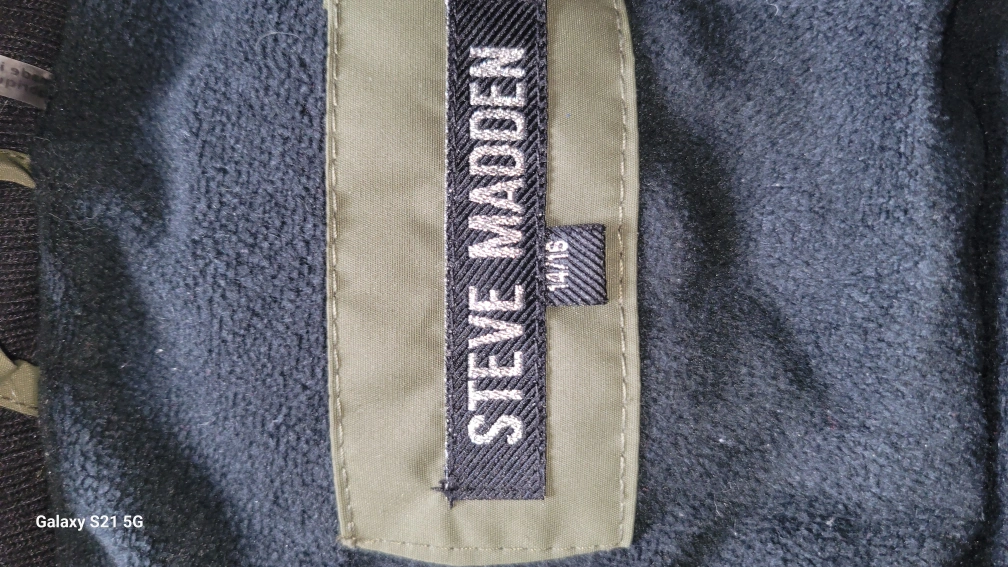 STEVE MADDEN
14/16
Galaxy S21 5G